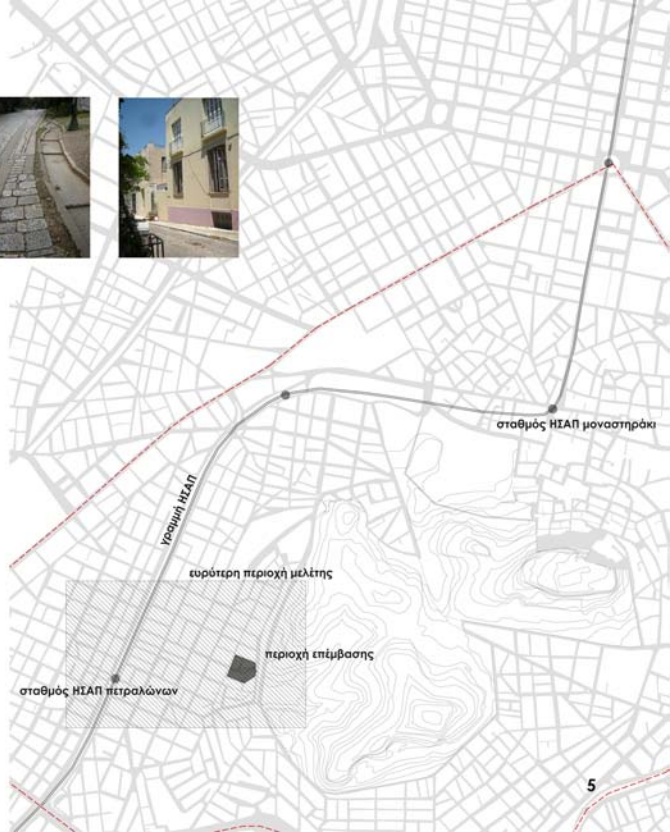 σταθμός ΗΣΑΠ μοναστηράκι
γραμμή ΗΣΑΠ
ευρύτερη περιοχή μελέτης
περιοχή επέμβασης
σταθμός ΗΣΑΠ πετραλώνων
5